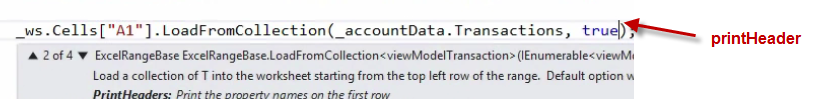 _ws.Cells["A1"].LoadFromCollection(_accountData.Transactions, true);
printHeader
▲ 2 of 4 ▼ ExcelRangeBase ExcelRangeBase.LoadFromCollection<viewModelTransaction>(IEnumerable<viewMo
Load a collection of T into the worksheet starting from the top left row of the range. Default option w
PrintHeaders: Print the property names on the first row